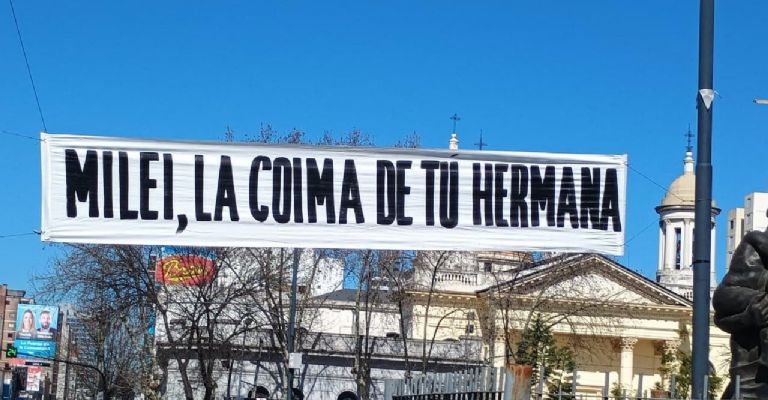 MILEI, LA COIMA DE TU HERMANA